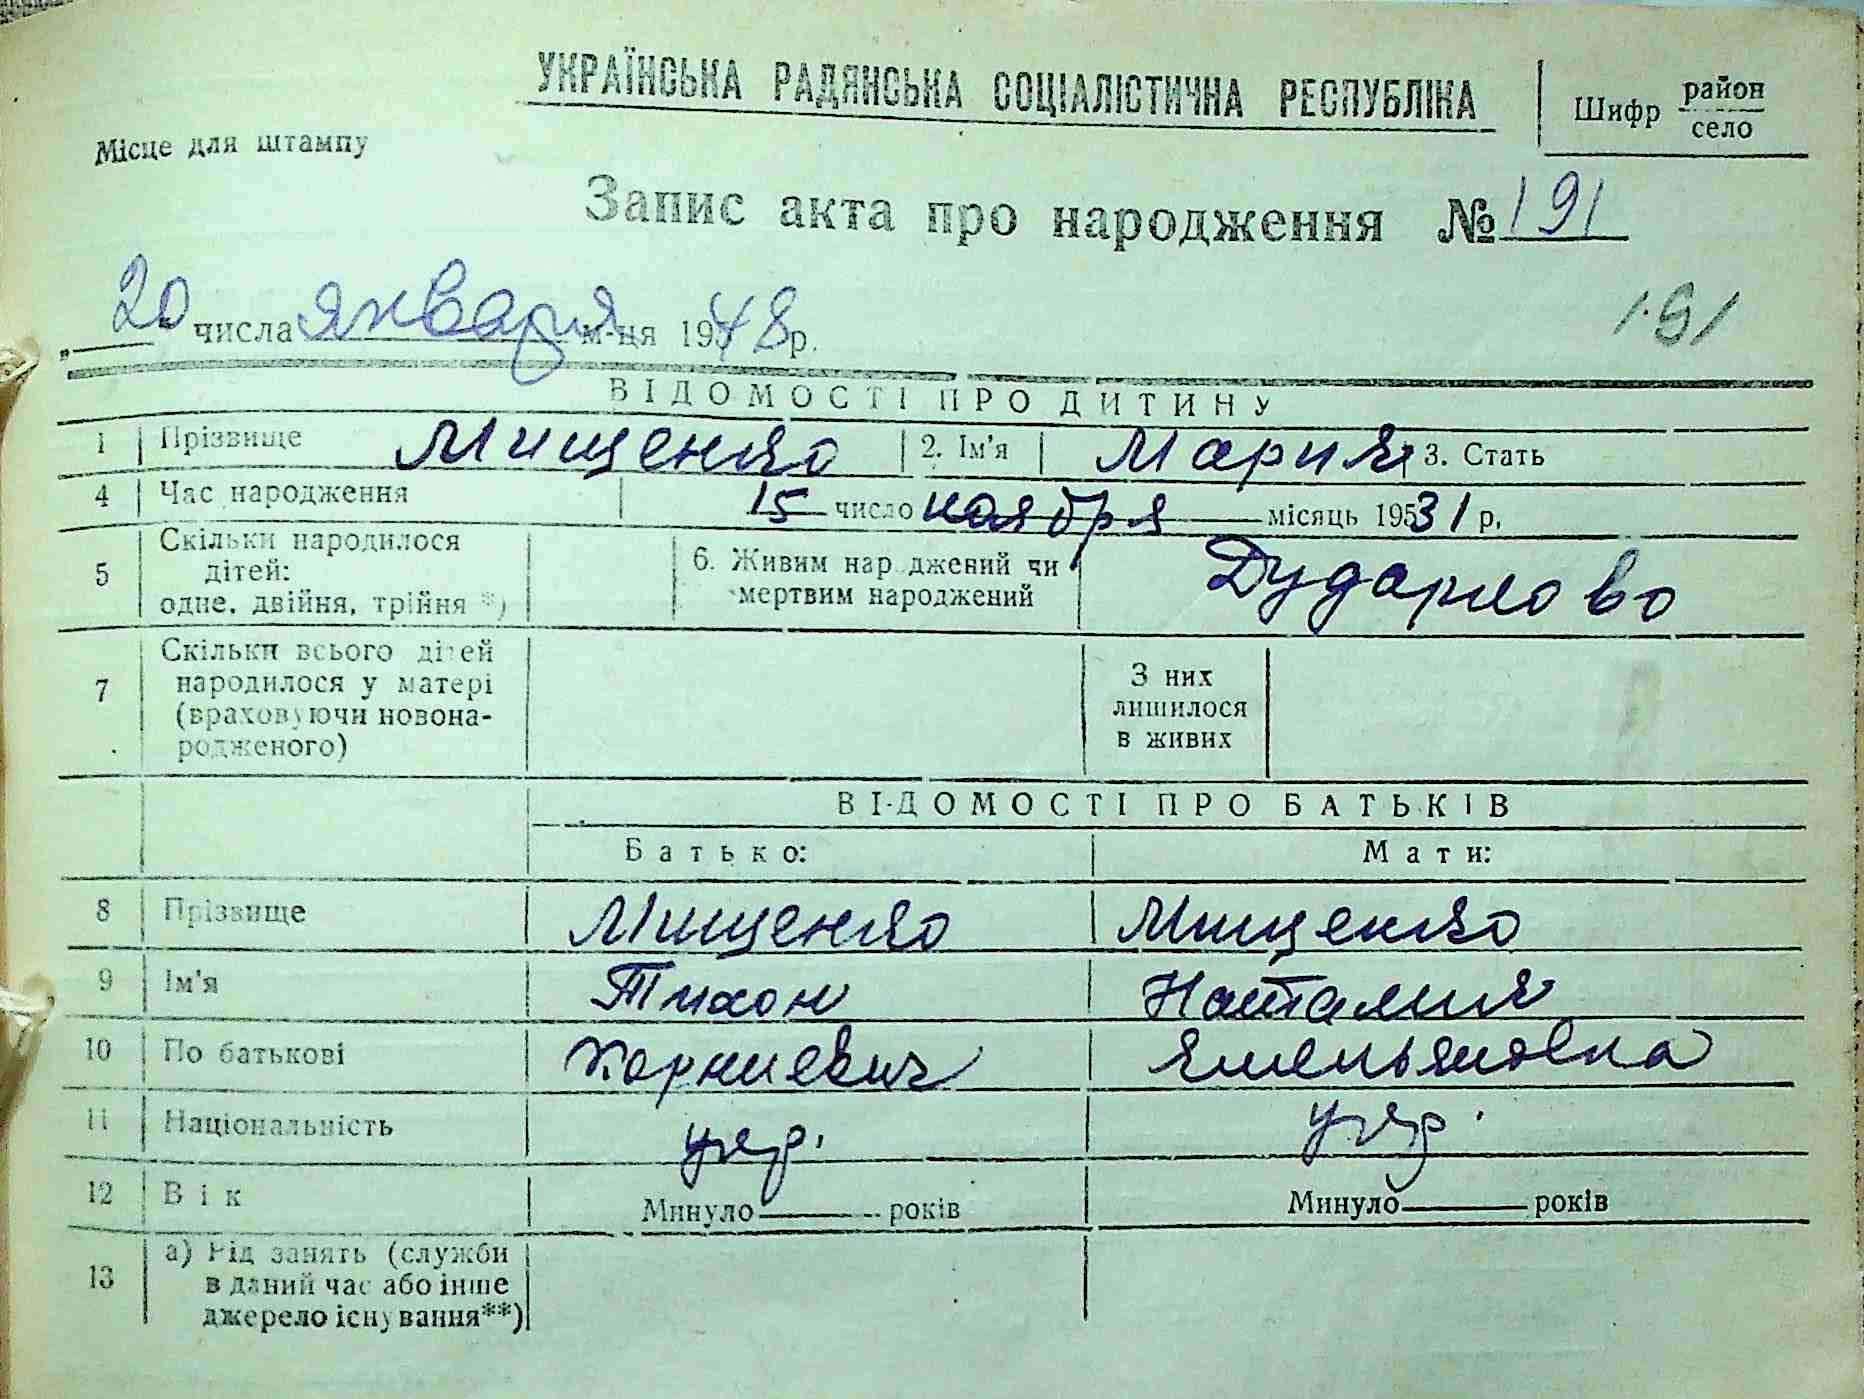 УКРАЇНСЬКА РАДЯНСЬКА СОЦІАЛІСТИЧНА РЕСПУБЛІКА
Шифр район
село
Місце для штампу
Запис акта про народження № 191
191
„20 числа января м-ця 1948 р.
ВІДОМОСТІ ПРО ДИТИНУ
1 Прізвище Мищенко 2. Ім'я Мария 3. Стать
4 Час народження 15 число ноября місяць 19531 р.
5 Скільки народилося
дітей:
одне, двійня, трійня *)
6. Живим народжений чи
мертвим народжений
Дударково
7 Скільки всього дітей
народилося у матері
(враховуючи новона-
родженого)
З них
лишилося
в живих
ВІДОМОСТІ ПРО БАТЬКІВ
Батько: Мати:
8 Прізвище Мищенко Мищенко
9 Ім'я Тихон Наталия
10 По батькові Корниевич Емельяновна
11 Національність укр. укр.
12 Вік Минуло років Минуло років
13 а) Рід занять (служби
в даний час або інше
джерело існування**)